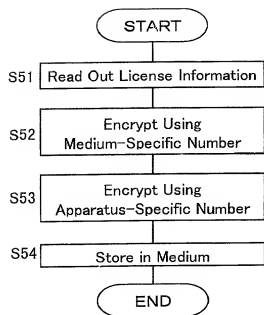 START
S51 Read Out License Information
S52 Encrypt Using
Medium-Specific Number
S53 Encrypt Using
Apparatus-Specific Number
S54 Store in Medium
END